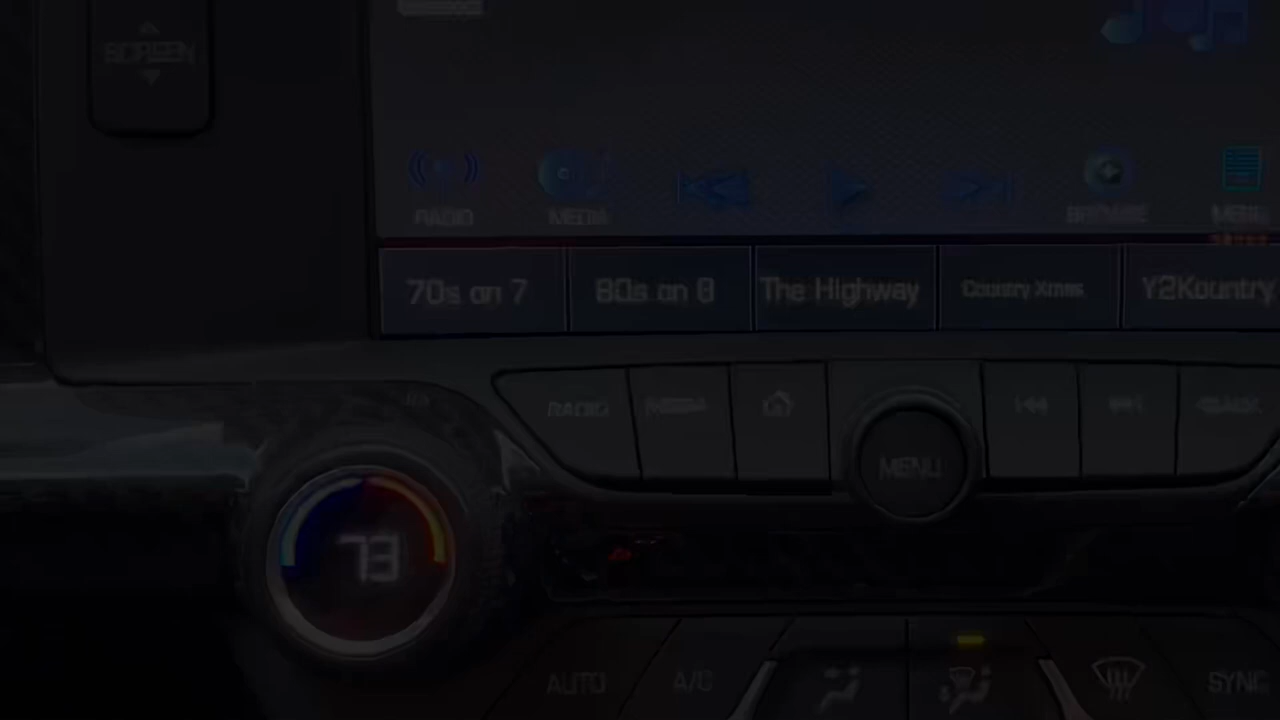 SCREEN
RADIO MEDIA BROWSE MENU
70s on 7 80s on 8 The Highway Country Xmas Y2Kountry
RADIO MEDIA MENU BACK
73
AUTO A/C SYNC